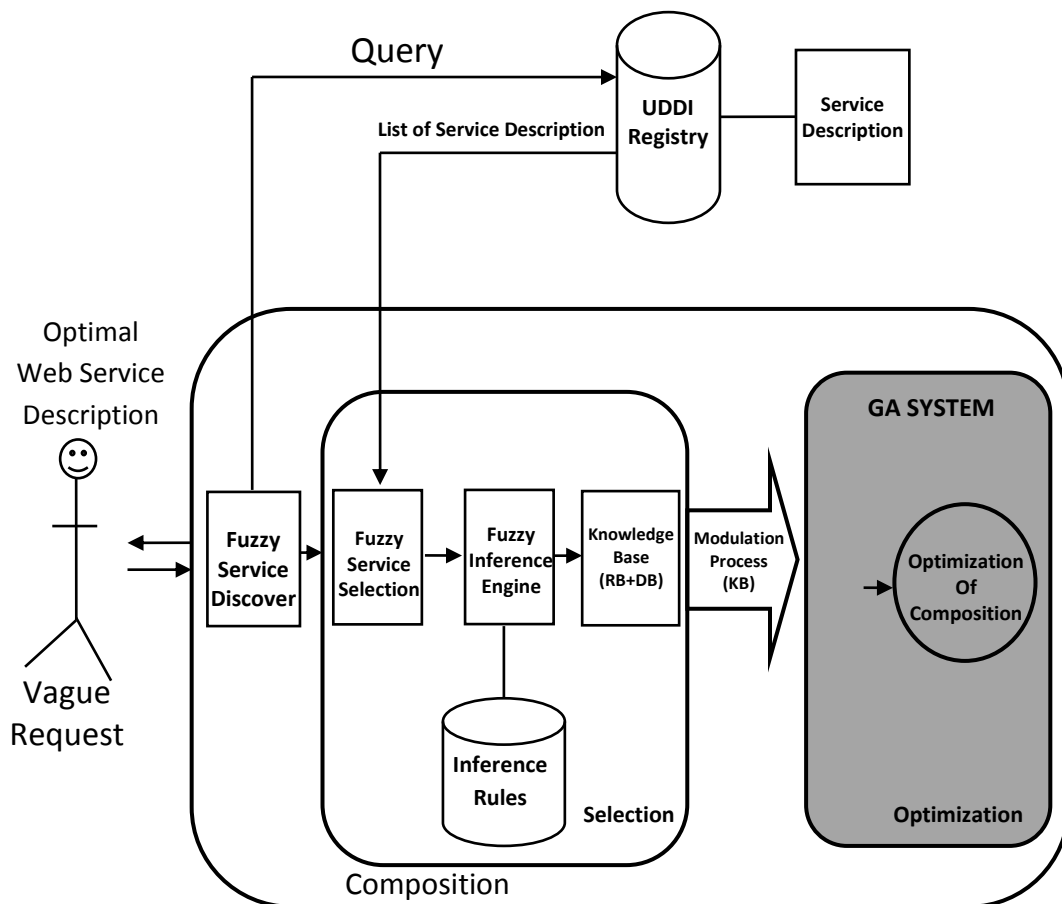 Query
UDDI
Registry
Service
Description
List of Service Description
Optimal
Web Service
Description
GA SYSTEM
Fuzzy
Service
Discover
Fuzzy
Service
Selection
Fuzzy
Inference
Engine
Knowledge
Base
(RB+DB)
Modulation
Process
(KB)
Optimization
Of
Composition
Vague
Request
Inference
Rules
Selection
Optimization
Composition